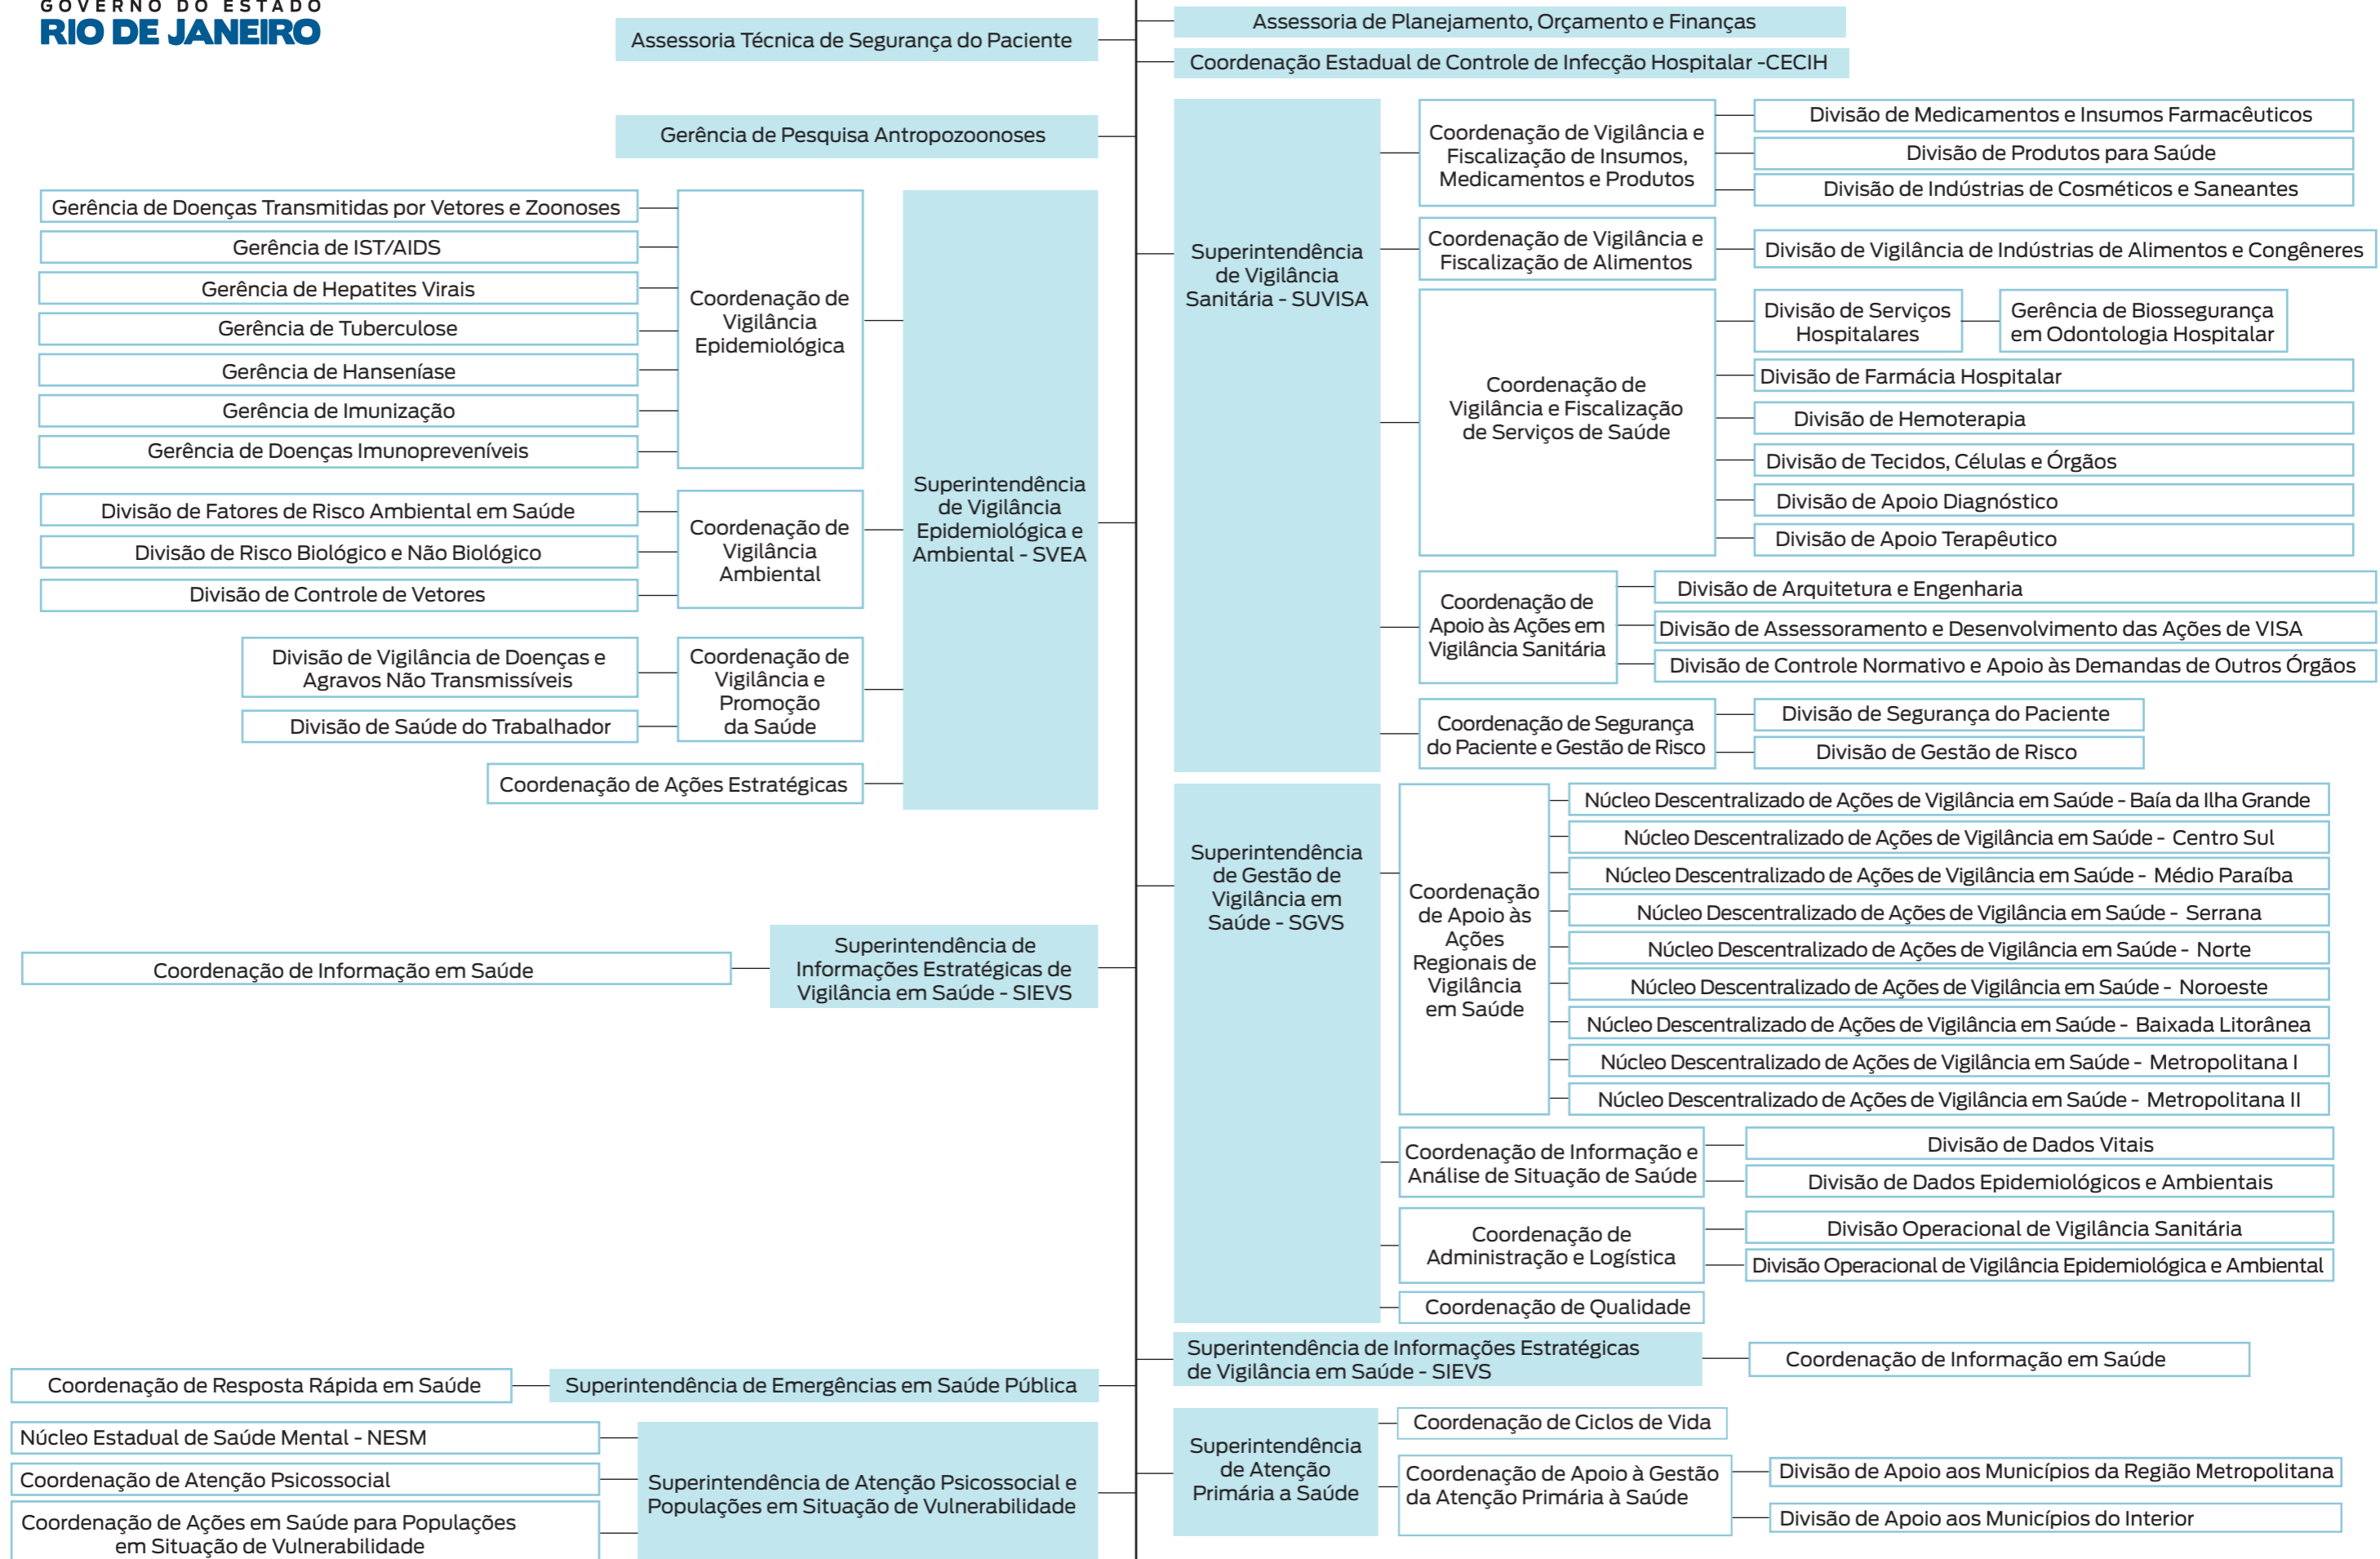 GOVERNO DO ESTADO
RIO DE JANEIRO
Assessoria Técnica de Segurança do Paciente
Gerência de Pesquisa Antropozoonoses
Gerência de Doenças Transmitidas por Vetores e Zoonoses
Gerência de IST/AIDS
Gerência de Hepatites Virais
Gerência de Tuberculose
Gerência de Hanseníase
Gerência de Imunização
Gerência de Doenças Imunopreveníveis
Coordenação de
Vigilância
Epidemiológica
Divisão de Fatores de Risco Ambiental em Saúde
Divisão de Risco Biológico e Não Biológico
Divisão de Controle de Vetores
Coordenação de
Vigilância
Ambiental
Divisão de Vigilância de Doenças e
Agravos Não Transmissíveis
Divisão de Saúde do Trabalhador
Coordenação de
Vigilância e
Promoção
da Saúde
Coordenação de Ações Estratégicas
Superintendência
de Vigilância
Epidemiológica e
Ambiental - SVEA
Coordenação de Informação em Saúde
Superintendência de
Informações Estratégicas de
Vigilância em Saúde - SIEVS
Coordenação de Resposta Rápida em Saúde
Superintendência de Emergências em Saúde Pública
Núcleo Estadual de Saúde Mental - NESM
Coordenação de Atenção Psicossocial
Coordenação de Ações em Saúde para Populações
em Situação de Vulnerabilidade
Superintendência de Atenção Psicossocial e
Populações em Situação de Vulnerabilidade
Assessoria de Planejamento, Orçamento e Finanças
Coordenação Estadual de Controle de Infecção Hospitalar -CECIH
Superintendência
de Vigilância
Sanitária - SUVISA
Coordenação de Vigilância e
Fiscalização de Insumos,
Medicamentos e Produtos
Divisão de Medicamentos e Insumos Farmacêuticos
Divisão de Produtos para Saúde
Divisão de Indústrias de Cosméticos e Saneantes
Coordenação de Vigilância e
Fiscalização de Alimentos
Divisão de Vigilância de Indústrias de Alimentos e Congêneres
Coordenação de
Vigilância e Fiscalização
de Serviços de Saúde
Divisão de Serviços
Hospitalares
Gerência de Biossegurança
em Odontologia Hospitalar
Divisão de Farmácia Hospitalar
Divisão de Hemoterapia
Divisão de Tecidos, Células e Órgãos
Divisão de Apoio Diagnóstico
Divisão de Apoio Terapêutico
Coordenação de
Apoio às Ações em
Vigilância Sanitária
Divisão de Arquitetura e Engenharia
Divisão de Assessoramento e Desenvolvimento das Ações de VISA
Divisão de Controle Normativo e Apoio às Demandas de Outros Órgãos
Coordenação de Segurança
do Paciente e Gestão de Risco
Divisão de Segurança do Paciente
Divisão de Gestão de Risco
Superintendência
de Gestão de
Vigilância em
Saúde - SGVS
Coordenação
de Apoio às
Ações
Regionais de
Vigilância
em Saúde
Núcleo Descentralizado de Ações de Vigilância em Saúde - Baía da Ilha Grande
Núcleo Descentralizado de Ações de Vigilância em Saúde - Centro Sul
Núcleo Descentralizado de Ações de Vigilância em Saúde - Médio Paraíba
Núcleo Descentralizado de Ações de Vigilância em Saúde - Serrana
Núcleo Descentralizado de Ações de Vigilância em Saúde - Norte
Núcleo Descentralizado de Ações de Vigilância em Saúde - Noroeste
Núcleo Descentralizado de Ações de Vigilância em Saúde - Baixada Litorânea
Núcleo Descentralizado de Ações de Vigilância em Saúde - Metropolitana I
Núcleo Descentralizado de Ações de Vigilância em Saúde - Metropolitana II
Coordenação de Informação e
Análise de Situação de Saúde
Divisão de Dados Vitais
Divisão de Dados Epidemiológicos e Ambientais
Coordenação de
Administração e Logística
Divisão Operacional de Vigilância Sanitária
Divisão Operacional de Vigilância Epidemiológica e Ambiental
Coordenação de Qualidade
Superintendência de Informações Estratégicas
de Vigilância em Saúde - SIEVS
Coordenação de Informação em Saúde
Superintendência
de Atenção
Primária a Saúde
Coordenação de Ciclos de Vida
Coordenação de Apoio à Gestão
da Atenção Primária à Saúde
Divisão de Apoio aos Municípios da Região Metropolitana
Divisão de Apoio aos Municípios do Interior